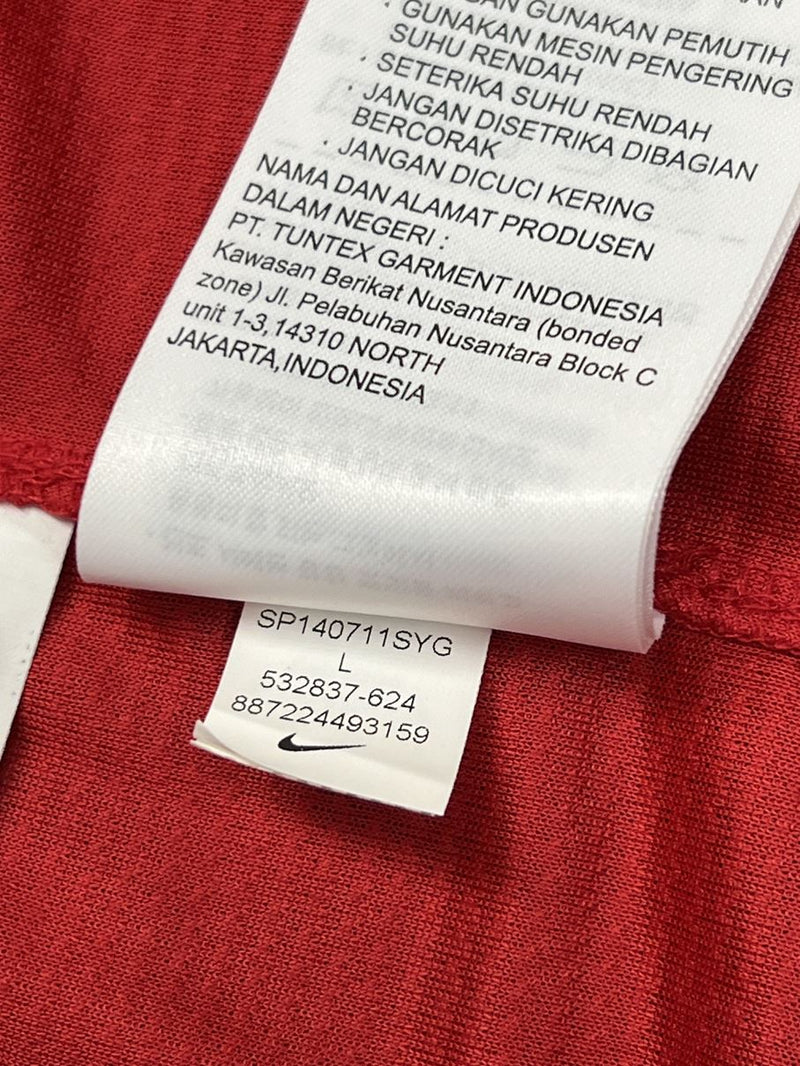 GUNAKAN PEMUTIH
· GUNAKAN MESIN PENGERING
SUHU RENDAH
· SETERIKA SUHU RENDAH
· JANGAN DISETRIKA DIBAGIAN
BERCORAK
· JANGAN DICUCI KERING
NAMA DAN ALAMAT PRODUSEN
DALAM NEGERI :
PT. TUNTEX GARMENT INDONESIA
Kawasan Berikat Nusantara (bonded
zone) Jl. Pelabuhan Nusantara Block C
unit 1-3,14310 NORTH
JAKARTA,INDONESIA
SP140711SYG
L
532837-624
887224493159